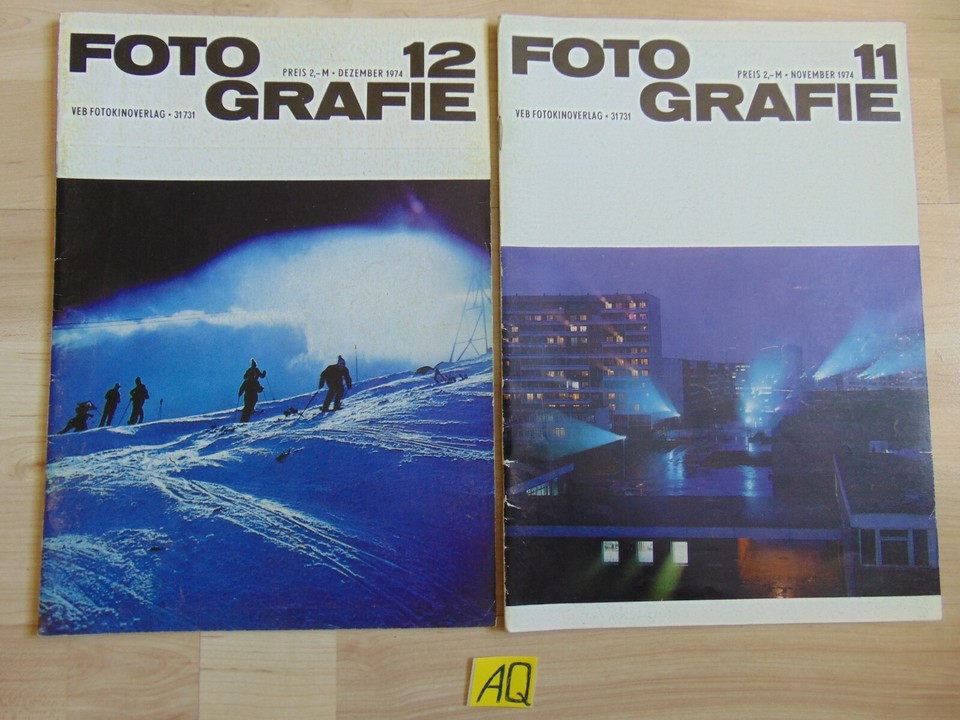 FOTO 12
PREIS 2,–M • DEZEMBER 1974
GRAFIE
VEB FOTOKINOVERLAG • 31731
FOTO 11
PREIS 2,–M • NOVEMBER 1974
GRAFIE
VEB FOTOKINOVERLAG • 31731
AQ